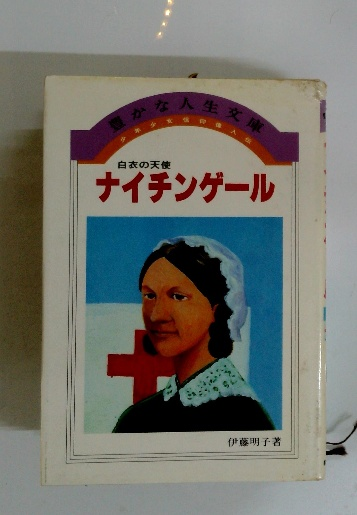 豊かな人生文庫
白衣の天使
ナイチンゲール
伊藤明子著